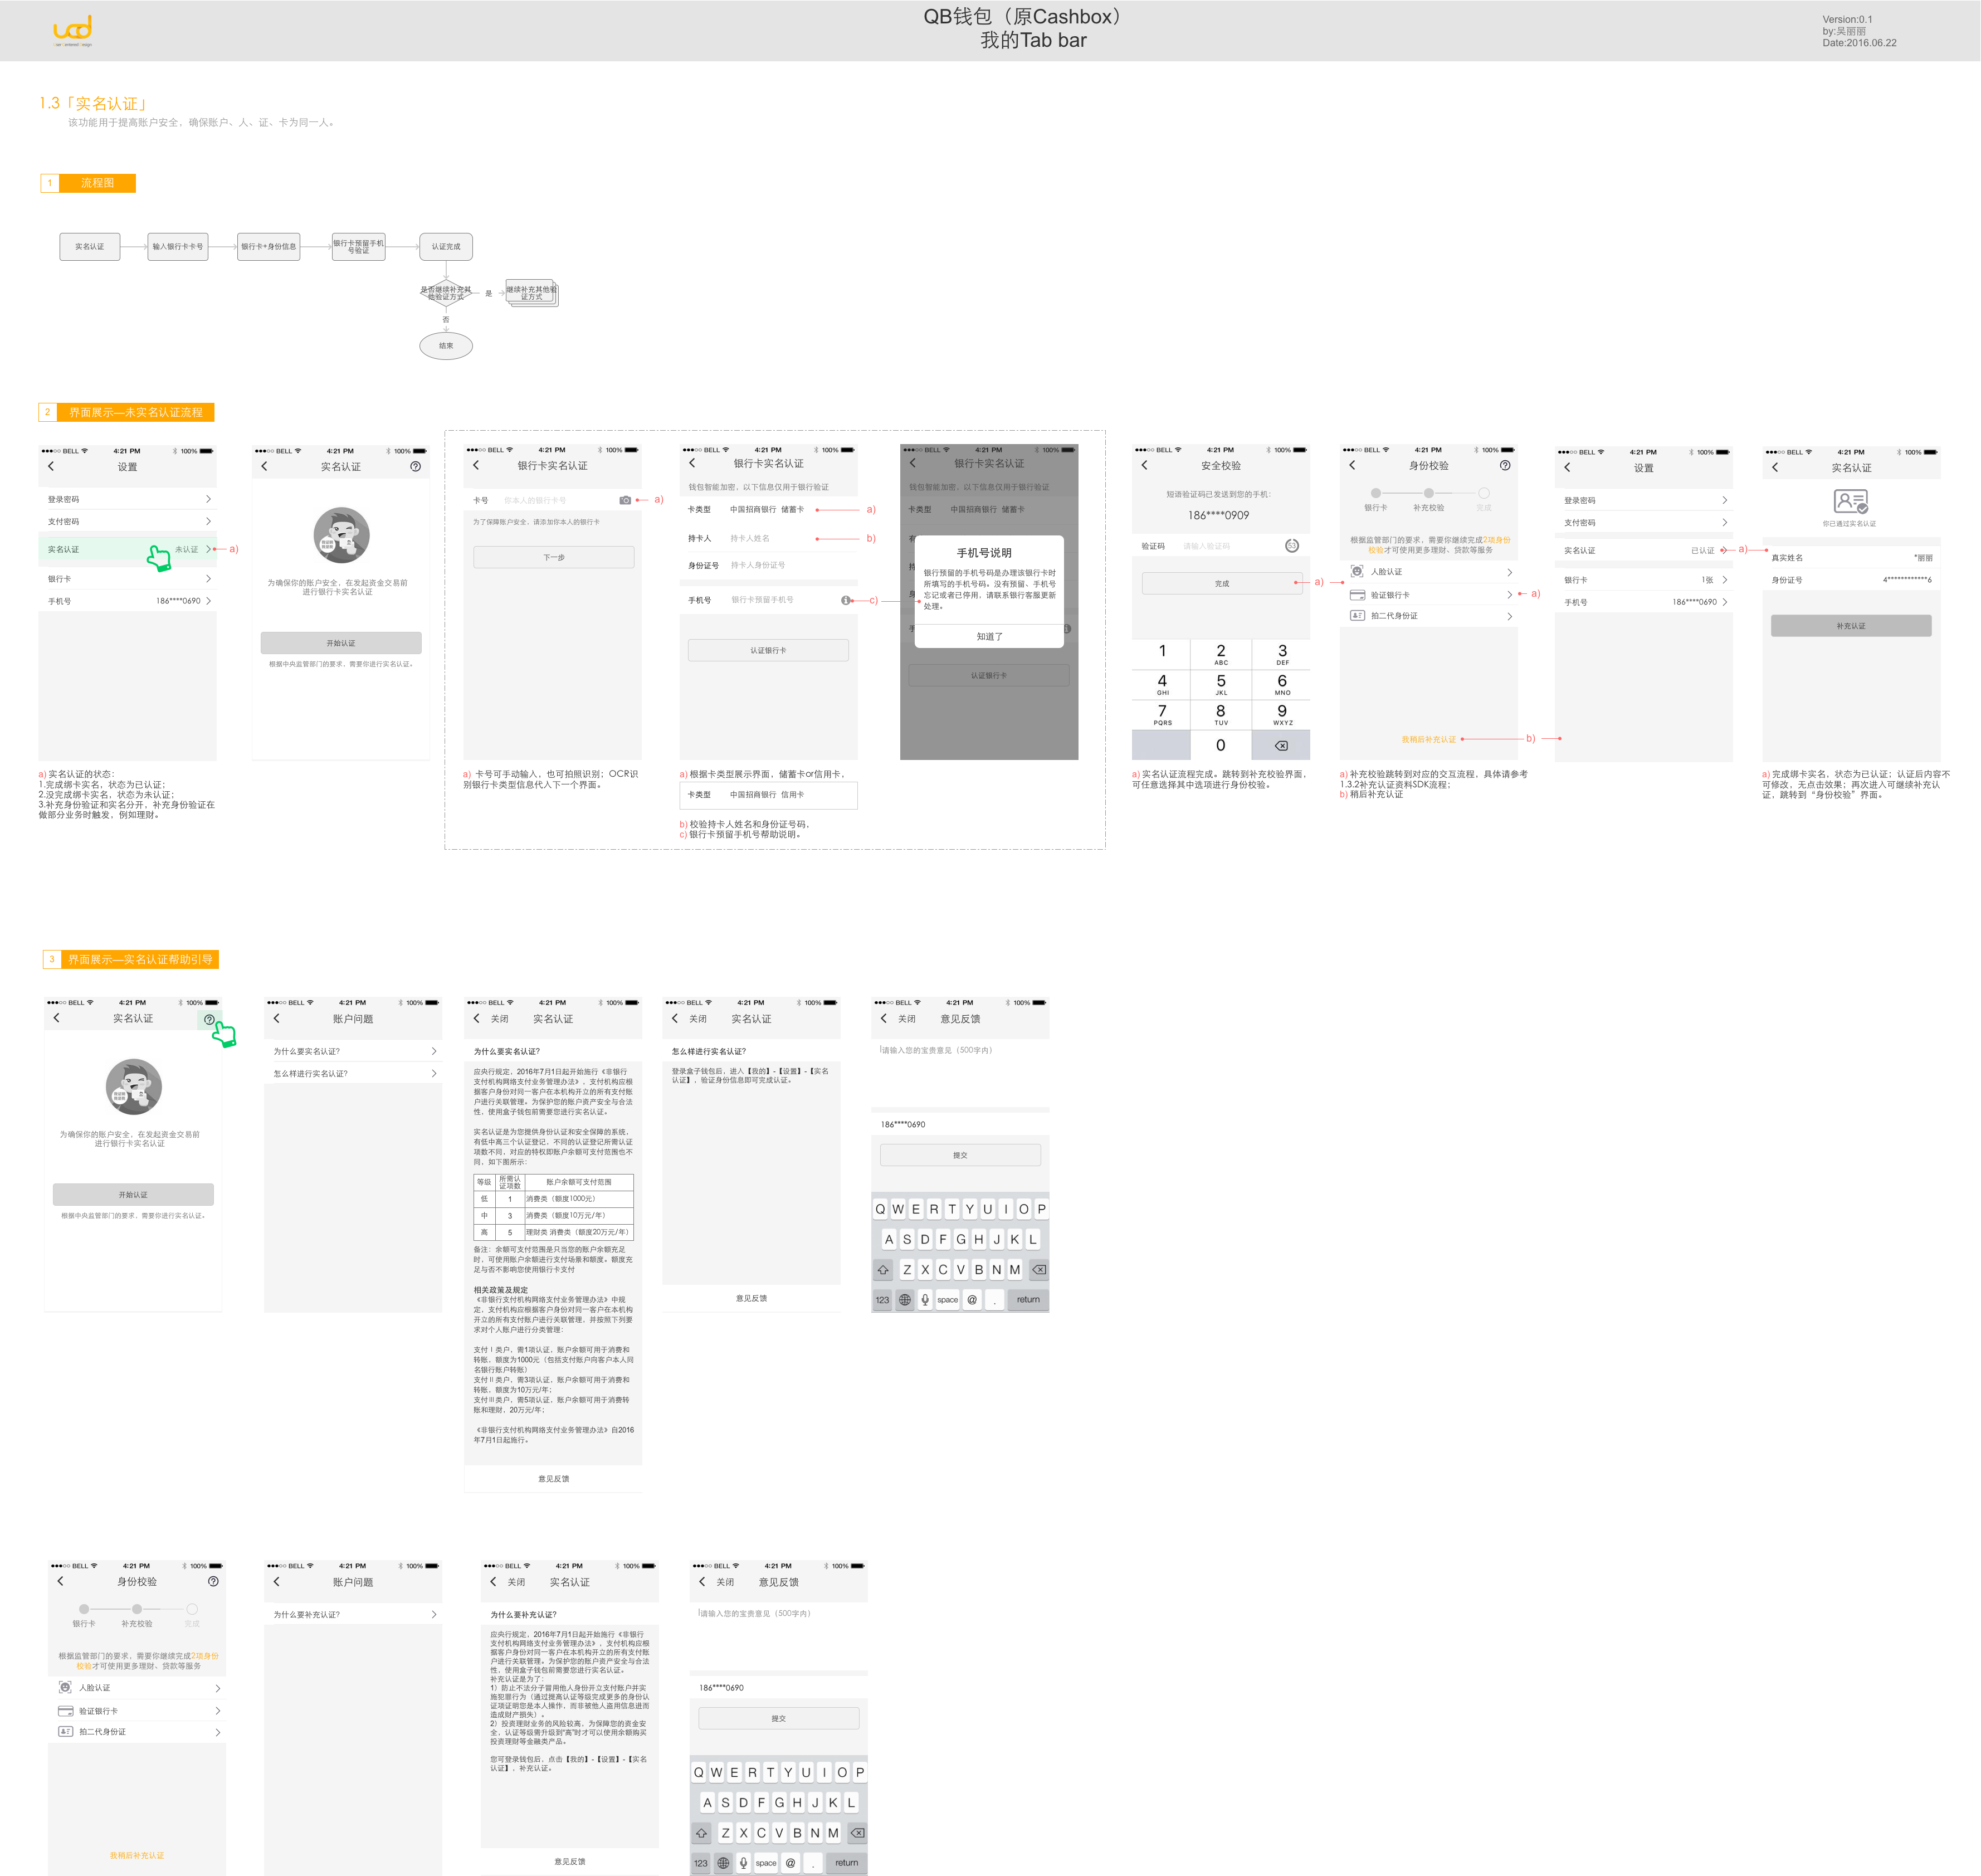 QB钱包（原Cashbox）
我的Tab bar
Version:0.1
by:吴丽丽
Date:2016.06.22
1.3「实名认证」
该功能用于提高账户安全，确保账户、人、证、卡为同一人。
1 流程图
实名认证
输入银行卡卡号
银行卡+身份信息
银行卡预留手机
号验证
认证完成
是否继续补充其
他验证方式
是
继续补充其他验
证方式
否
结束
2 界面展示—未实名认证流程
BELL 4:21 PM 100%
设置
登录密码
支付密码
实名认证 未认证
a)
银行卡
手机号 186****0690
a) 实名认证的状态：
1.完成绑卡实名，状态为已认证；
2.没完成绑卡实名，状态为未认证；
3.补充身份验证和实名分开，补充身份验证在
做部分业务时触发，例如理财。
BELL 4:21 PM 100%
实名认证
为确保你的账户安全，在发起资金交易前
进行银行卡实名认证
开始认证
根据中央监管部门的要求，需要你进行实名认证。
BELL 4:21 PM 100%
银行卡实名认证
卡号 你本人的银行卡号
a)
为了保障账户安全，请添加你本人的银行卡
下一步
a) 卡号可手动输入，也可拍照识别；OCR识
别银行卡类型信息代入下一个界面。
BELL 4:21 PM 100%
银行卡实名认证
钱包智能加密，以下信息仅用于银行验证
卡类型 中国招商银行 储蓄卡
a)
持卡人 持卡人姓名
b)
身份证号 持卡人身份证号
手机号 银行卡预留手机号
c)
认证银行卡
a) 根据卡类型展示界面，储蓄卡or信用卡，
卡类型 中国招商银行 信用卡
b) 校验持卡人姓名和身份证号码，
c) 银行卡预留手机号帮助说明。
BELL 4:21 PM 100%
银行卡实名认证
钱包智能加密，以下信息仅用于银行验证
卡类型 中国招商银行 储蓄卡
手机号说明
银行预留的手机号码是办理该银行卡时
所填写的手机号码。没有预留、手机号
忘记或者已停用，请联系银行客服更新
处理。
知道了
认证银行卡
BELL 4:21 PM 100%
安全校验
短语验证码已发送到您的手机：
186****0909
验证码 请输入验证码 53
完成
a)
1
2
ABC
3
DEF
4
GHI
5
JKL
6
MNO
7
PQRS
8
TUV
9
WXYZ
0
a) 实名认证流程完成。跳转到补充校验界面，
可任意选择其中选项进行身份校验。
BELL 4:21 PM 100%
身份校验
银行卡 补充校验 完成
根据监管部门的要求，需要你继续完成2项身份
校验才可使用更多理财、贷款等服务
人脸认证
验证银行卡
a)
拍二代身份证
我稍后补充认证
b)
a) 补充校验跳转到对应的交互流程，具体请参考
1.3.2补充认证资料SDK流程；
b) 稍后补充认证
BELL 4:21 PM 100%
设置
登录密码
支付密码
实名认证 已认证
a)
银行卡 1张
手机号 186****0690
BELL 4:21 PM 100%
实名认证
你已通过实名认证
真实姓名 *丽丽
身份证号 4************6
补充认证
a) 完成绑卡实名，状态为已认证；认证后内容不
可修改，无点击效果；再次进入可继续补充认
证，跳转到“身份校验”界面。
3 界面展示—实名认证帮助引导
BELL 4:21 PM 100%
实名认证
为确保你的账户安全，在发起资金交易前
进行银行卡实名认证
开始认证
根据中央监管部门的要求，需要你进行实名认证。
BELL 4:21 PM 100%
账户问题
为什么要实名认证?
怎么样进行实名认证?
BELL 4:21 PM 100%
关闭 实名认证
为什么要实名认证?
应央行规定，2016年7月1日起开始施行《非银行
支付机构网络支付业务管理办法》，支付机构应根
据客户身份对同一客户在本机构开立的所有支付账
户进行关联管理。为保护您的账户资产安全与合法
性，使用盒子钱包前需要您进行实名认证。
实名认证是为您提供身份认证和安全保障的系统，
有低中高三个认证登记，不同的认证登记所需认证
项数不同，对应的特权即账户余额可支付范围也不
同，如下图所示：
等级 所需认证项数 账户余额可支付范围
低 1 消费类（额度1000元）
中 3 消费类（额度10万元/年）
高 5 理财类 消费类（额度20万元/年）
备注：余额可支付范围是只当您的账户余额充足
时，可使用账户余额进行支付场景和额度。额度充
足与否不影响您使用银行卡支付
相关政策及规定
《非银行支付机构网络支付业务管理办法》中规
定，支付机构应根据客户身份对同一客户在本机构
开立的所有支付账户进行关联管理，并按照下列要
求对个人账户进行分类管理：
支付Ⅰ类户，需1项认证，账户余额可用于消费和
转账，额度为1000元（包括支付账户向客户本人同
名银行账户转账）
支付Ⅱ类户，需3项认证，账户余额可用于消费和
转账，额度为10万元/年；
支付Ⅲ类户，需5项认证，账户余额可用于消费转
账和理财，20万元/年；
《非银行支付机构网络支付业务管理办法》自2016
年7月1日起施行。
意见反馈
BELL 4:21 PM 100%
关闭 实名认证
怎么样进行实名认证?
登录盒子钱包后，进入【我的】-【设置】-【实名
认证】，验证身份信息即可完成认证。
意见反馈
BELL 4:21 PM 100%
关闭 意见反馈
请输入您的宝贵意见（500字内）
186****0690
提交
Q W E R T Y U I O P
A S D F G H J K L
Z X C V B N M
123 space @ . return
BELL 4:21 PM 100%
身份校验
银行卡 补充校验 完成
根据监管部门的要求，需要你继续完成2项身份
校验才可使用更多理财、贷款等服务
人脸认证
验证银行卡
拍二代身份证
我稍后补充认证
BELL 4:21 PM 100%
账户问题
为什么要补充认证?
BELL 4:21 PM 100%
关闭 实名认证
为什么要补充认证?
应央行规定，2016年7月1日起开始施行《非银行
支付机构网络支付业务管理办法》，支付机构应根
据客户身份对同一客户在本机构开立的所有支付账
户进行关联管理。为保护您的账户资产安全与合法
性，使用盒子钱包前需要您进行实名认证。
补充认证是为了：
1）防止不法分子冒用他人身份开立支付账户并实
施犯罪行为（通过提高认证等级完成更多的身份认
证项证明您是本人操作，而非被他人盗用信息进而
造成财产损失）。
2）投资理财业务的风险较高，为保障您的资金安
全，认证等级需升级到“高”时才可以使用余额购买
投资理财等金融类产品。
您可登录钱包后，点击【我的】-【设置】-【实名
认证】，补充认证。
意见反馈
BELL 4:21 PM 100%
关闭 意见反馈
请输入您的宝贵意见（500字内）
186****0690
提交
Q W E R T Y U I O P
A S D F G H J K L
Z X C V B N M
123 space @ . return